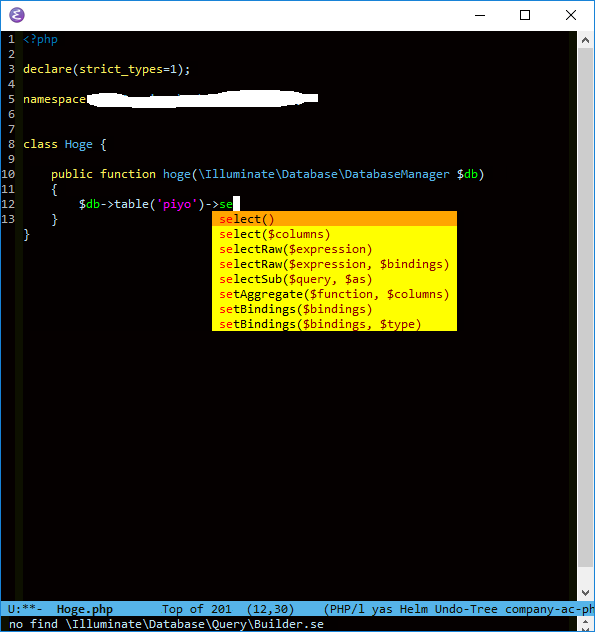 1 <?php
2
3 declare(strict_types=1);
4
5 namespace
6
7
8 class Hoge {
9
10 public function hoge(\Illuminate\Database\DatabaseManager $db)
11 {
12 $db->table('piyo')->se
select()
select($columns)
selectRaw($expression)
selectRaw($expression, $bindings)
selectSub($query, $as)
setAggregate($function, $columns)
setBindings($bindings)
setBindings($bindings, $type)
13 }
}
U:**- Hoge.php Top of 201 (12,30) (PHP/l yas Helm Undo-Tree company-ac-ph
no find \Illuminate\Database\Query\Builder.se